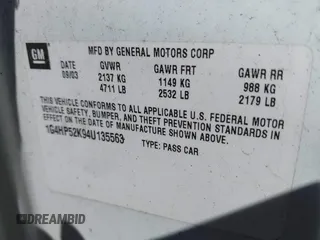 GM
MFD BY GENERAL MOTORS CORP
DATE GVWR GAWR FRT GAWR RR
09/03 2137 KG 1149 KG 988 KG
4711 LB 2532 LB 2179 LB
THIS VEHICLE CONFORMS TO ALL APPLICABLE U.S. FEDERAL MOTOR
VEHICLE SAFETY, BUMPER, AND THEFT PREVENTION
STANDARDS IN EFFECT ON THE DATE OF MANUFACTURE SHOWN ABOVE.
1G4HP52K94U135563
TYPE: PASS CAR
DREAMBID